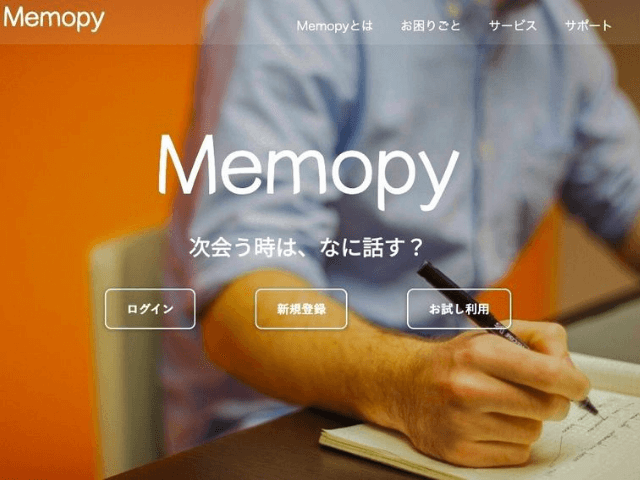 Memopy
Memopyとは お困りごと サービス サポート
Memopy
次会う時は、なに話す？
ログイン 新規登録 お試し利用